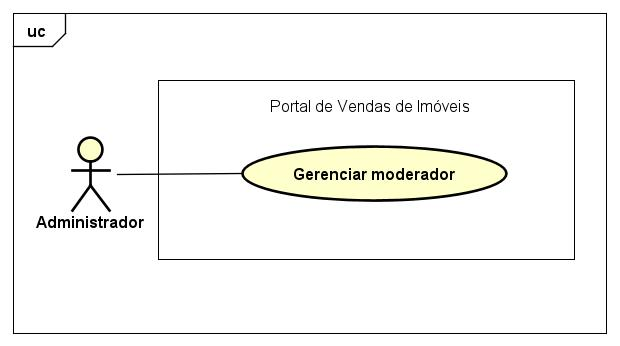 uc
Portal de Vendas de Imóveis
Gerenciar moderador
Administrador